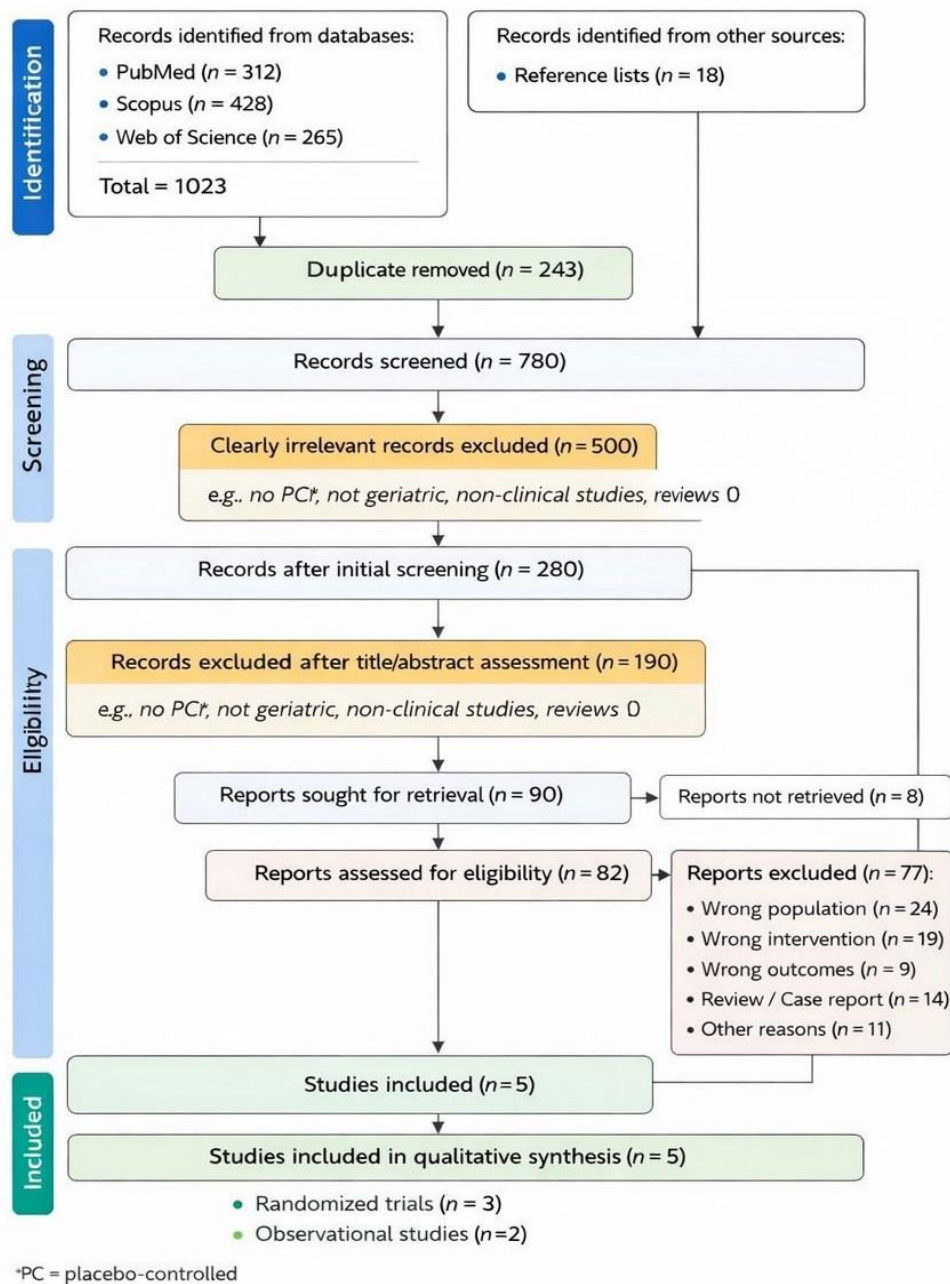 Identification
Records identified from databases:
• PubMed (n = 312)
• Scopus (n = 428)
• Web of Science (n = 265)
Total = 1023
Records identified from other sources:
• Reference lists (n = 18)
Duplicate removed (n = 243)
Screening
Records screened (n = 780)
Clearly irrelevant records excluded (n = 500)
e.g., no PCI*, not geriatric, non-clinical studies, reviews 0
Eligibility
Records after initial screening (n = 280)
Records excluded after title/abstract assessment (n = 190)
e.g., no PCI*, not geriatric, non-clinical studies, reviews 0
Reports sought for retrieval (n = 90)
Reports not retrieved (n = 8)
Reports assessed for eligibility (n = 82)
Reports excluded (n = 77):
• Wrong population (n = 24)
• Wrong intervention (n = 19)
• Wrong outcomes (n = 9)
• Review / Case report (n = 14)
• Other reasons (n = 11)
Included
Studies included (n = 5)
Studies included in qualitative synthesis (n = 5)
• Randomized trials (n = 3)
• Observational studies (n=2)
*PC = placebo-controlled